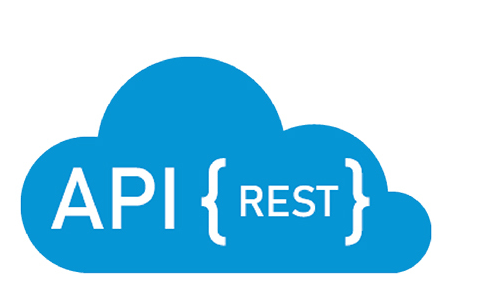 API { REST }